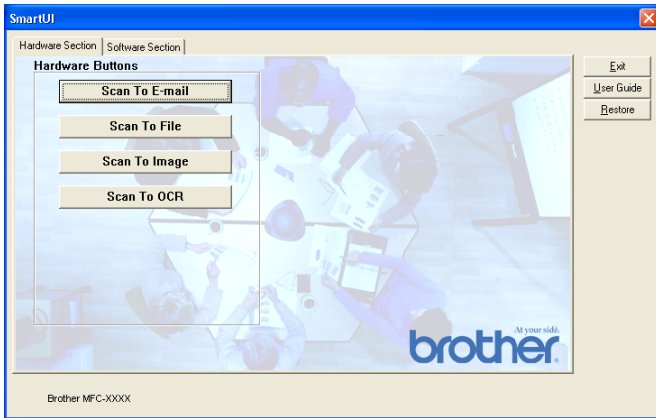 SmartUI
Hardware Section
Software Section
Hardware Buttons
Scan To E-mail
Scan To File
Scan To Image
Scan To OCR
Exit
User Guide
Restore
At your side.
brother
Brother MFC-XXXX